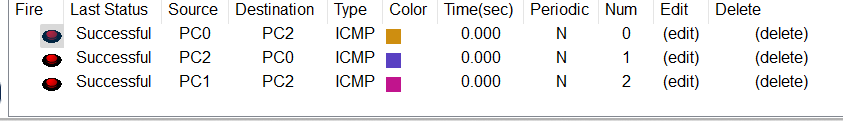 Fire Last Status Source Destination Type Color Time(sec) Periodic Num Edit Delete
Successful PC0 PC2 ICMP 0.000 N 0 (edit) (delete)
Successful PC2 PC0 ICMP 0.000 N 1 (edit) (delete)
Successful PC1 PC2 ICMP 0.000 N 2 (edit) (delete)